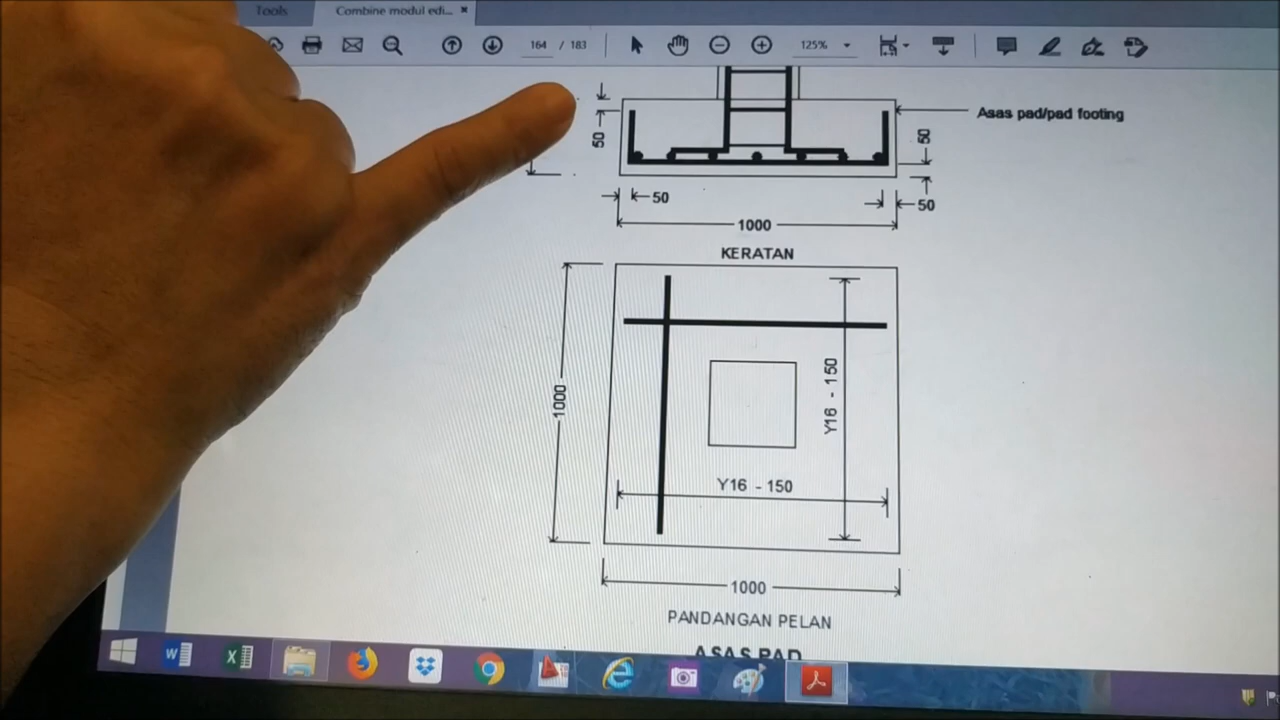 Tools
Combine modul edi...
164 / 183
125%
Asas pad/pad footing
50
50
50
50
1000
KERATAN
1000
Y16 - 150
Y16 - 150
1000
PANDANGAN PELAN
ASAS PAD